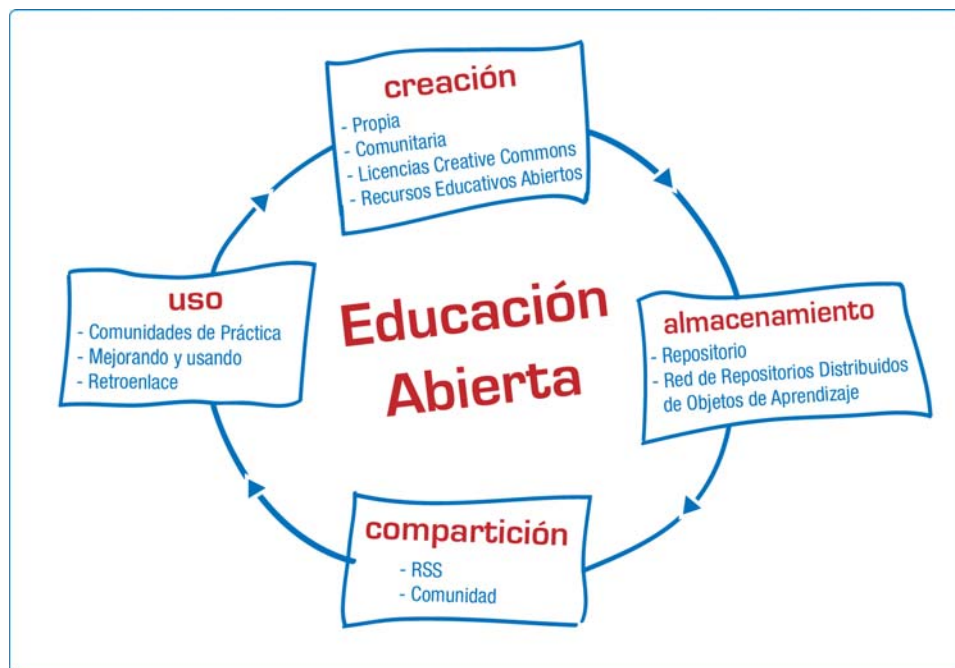 creación
- Propia
- Comunitaria
- Licencias Creative Commons
- Recursos Educativos Abiertos
uso
- Comunidades de Práctica
- Mejorando y usando
- Retroenlace
Educación
Abierta
almacenamiento
- Repositorio
- Red de Repositorios Distribuidos
de Objetos de Aprendizaje
compartición
- RSS
- Comunidad